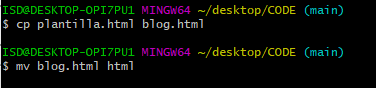 ISD@DESKTOP-OPI7PU1 MINGW64 ~/desktop/CODE (main)
$ cp plantilla.html blog.html
ISD@DESKTOP-OPI7PU1 MINGW64 ~/desktop/CODE (main)
$ mv blog.html html